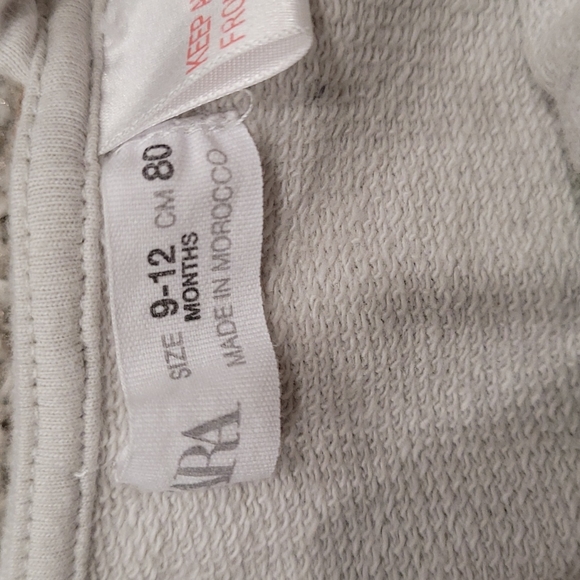 KEEP
FRO
ARA
SIZE 9-12 CM 80
MONTHS
MADE IN MOROCCO